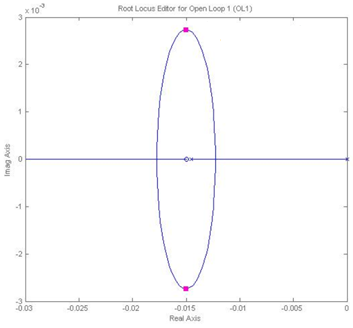 Root Locus Editor for Open Loop 1 (OL1)
x 10⁻³
3
2
1
0
-1
-2
-3
Imag Axis
-0.03 -0.025 -0.02 -0.015 -0.01 -0.005 0
Real Axis